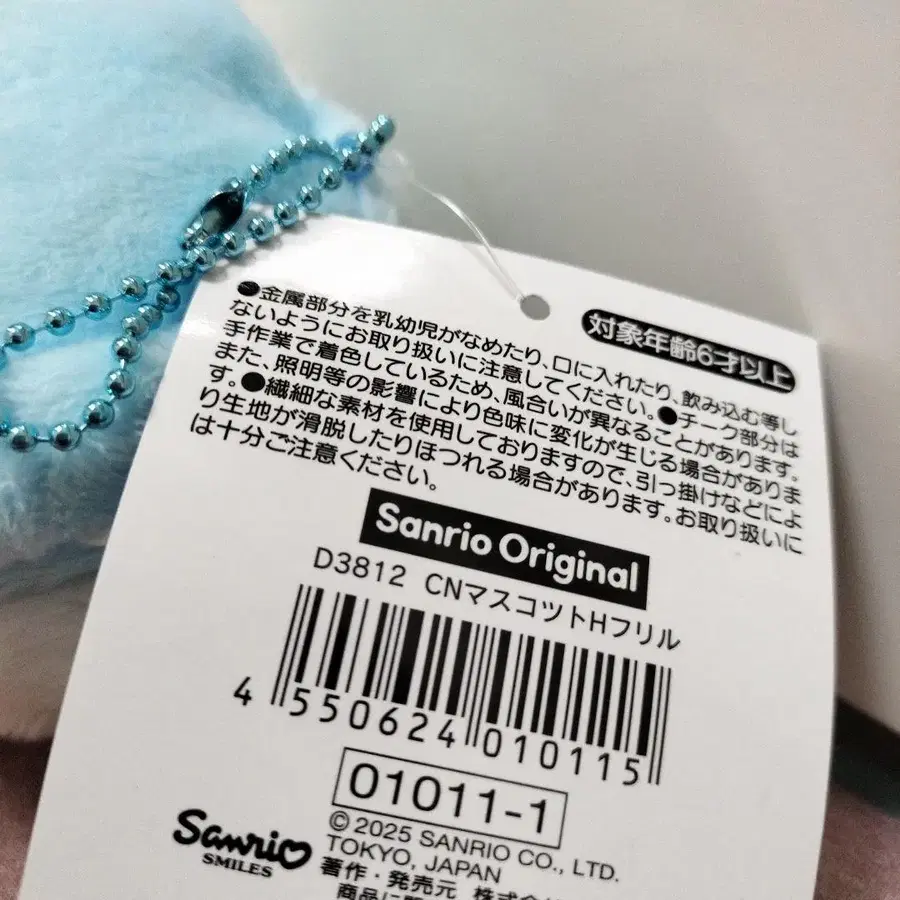 対象年齢6才以上
●金属部分を乳幼児がなめたり、口に入れたり、飲み込む等し
ないようにお取り扱いに注意してください。●チーク部分は
手作業で着色しているため、風合いが異なることがあります。
また、照明等の影響により色味に変化が生じる場合がありま
す。●繊細な素材を使用しておりますので、引っ掛けなどによ
り生地が滑脱したりほつれる場合があります。お取り扱いに
は十分ご注意ください。
Sanrio Original
D3812 CNマスコットHフリル
4 550624 010115
01011-1
Sanrio
SMILES
© 2025 SANRIO CO., LTD.
TOKYO, JAPAN
著作・発売元 株式
商品に